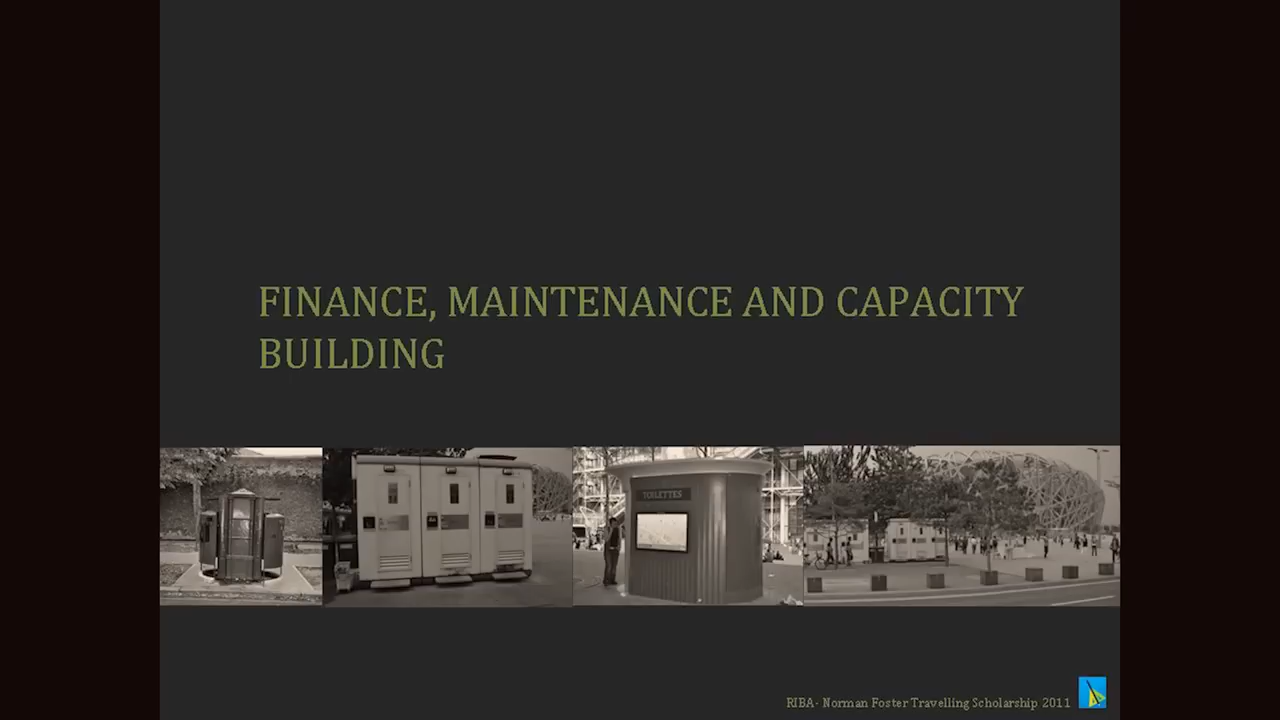 FINANCE, MAINTENANCE AND CAPACITY
BUILDING
TOILETTES
RIBA- Norman Foster Travelling Scholarship 2011